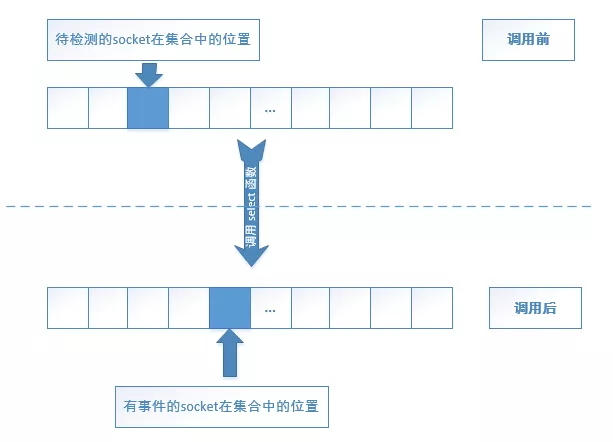 待检测的socket在集合中的位置
调用前
...
调用 select 函数
...
调用后
有事件的socket在集合中的位置